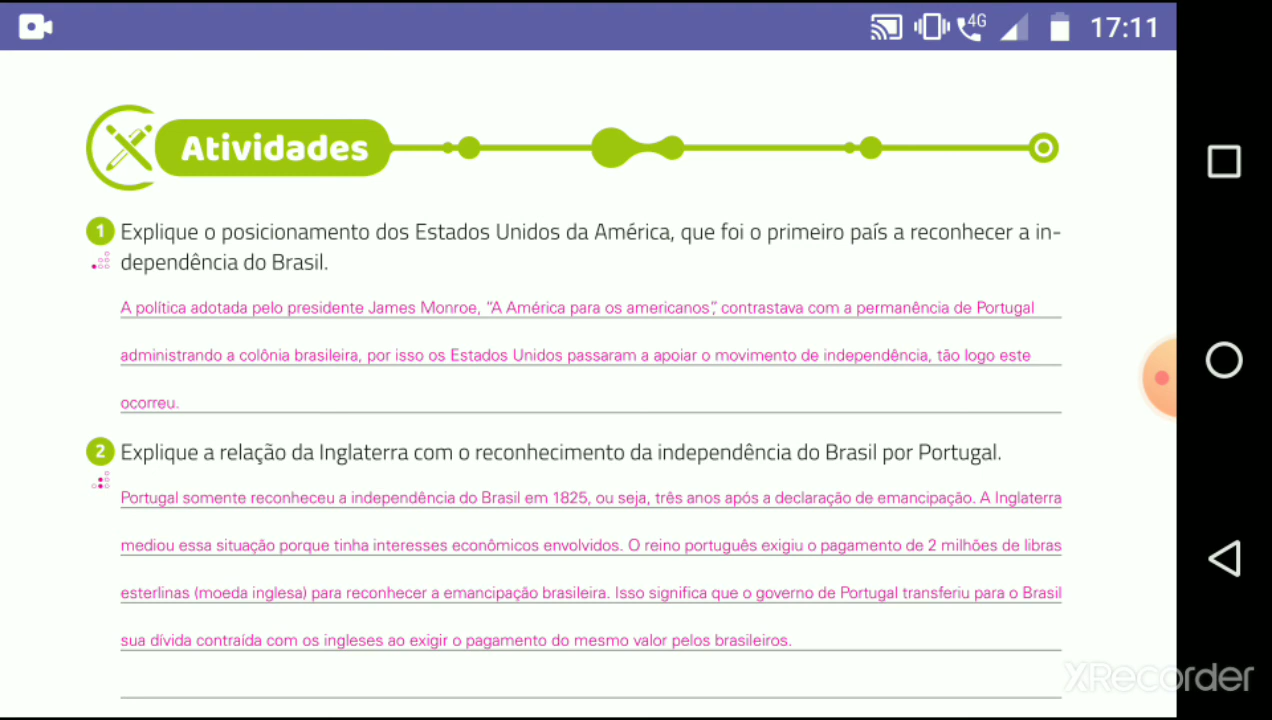 4G 17:11
Atividades
1 Explique o posicionamento dos Estados Unidos da América, que foi o primeiro país a reconhecer a in-
dependência do Brasil.
A política adotada pelo presidente James Monroe, “A América para os americanos”, contrastava com a permanência de Portugal
administrando a colônia brasileira, por isso os Estados Unidos passaram a apoiar o movimento de independência, tão logo este
ocorreu.
2 Explique a relação da Inglaterra com o reconhecimento da independência do Brasil por Portugal.
Portugal somente reconheceu a independência do Brasil em 1825, ou seja, três anos após a declaração de emancipação. A Inglaterra
mediou essa situação porque tinha interesses econômicos envolvidos. O reino português exigiu o pagamento de 2 milhões de libras
esterlinas (moeda inglesa) para reconhecer a emancipação brasileira. Isso significa que o governo de Portugal transferiu para o Brasil
sua dívida contraída com os ingleses ao exigir o pagamento do mesmo valor pelos brasileiros.
XRecorder